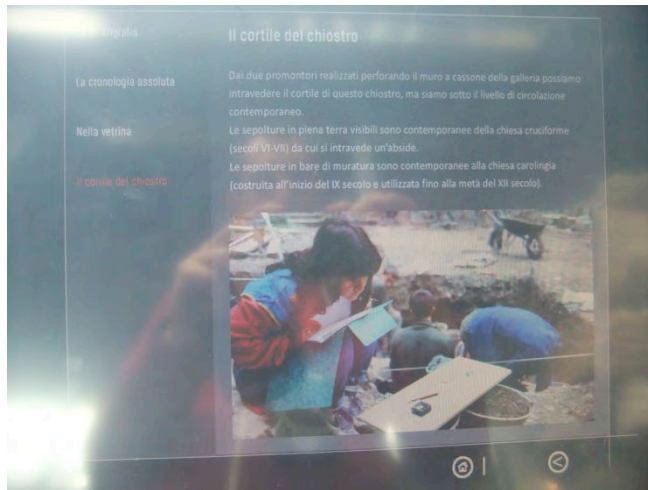 Il cortile del chiostro
La cronologia assoluta
Nella vetrina
Il cortile del chiostro
Dai due promontori realizzati perforando il muro a cassone della galleria possiamo
intravedere il cortile di questo chiostro, ma siamo sotto il livello di circolazione
contemporaneo.
Le sepolture in piena terra visibili sono contemporanee della chiesa cruciforme
(secoli VI-VII) da cui si intravede un'abside.
Le sepolture in bare di muratura sono contemporanee alla chiesa carolingia
(costruita all'inizio del IX secolo e utilizzata fino alla metà del XII secolo).